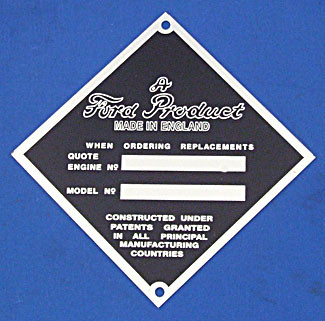 A
Ford Product
MADE IN ENGLAND
WHEN ORDERING REPLACEMENTS
QUOTE
ENGINE Nº
MODEL Nº
CONSTRUCTED UNDER
PATENTS GRANTED
IN ALL PRINCIPAL
MANUFACTURING
COUNTRIES